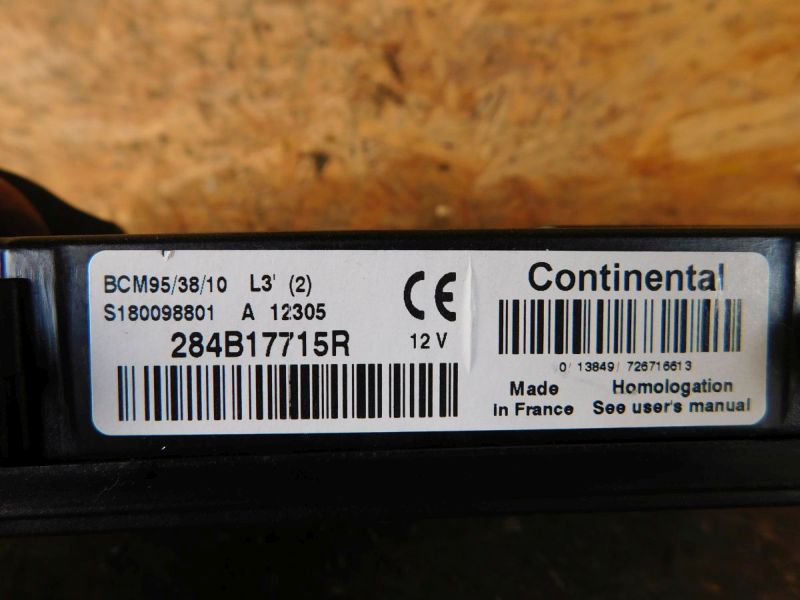 BCM95/38/10 L3' (2)
S180098801 A 12305
284B17715R
12 V
Continental
0/ 13849/ 726716613
Made
in France
Homologation
See user's manual